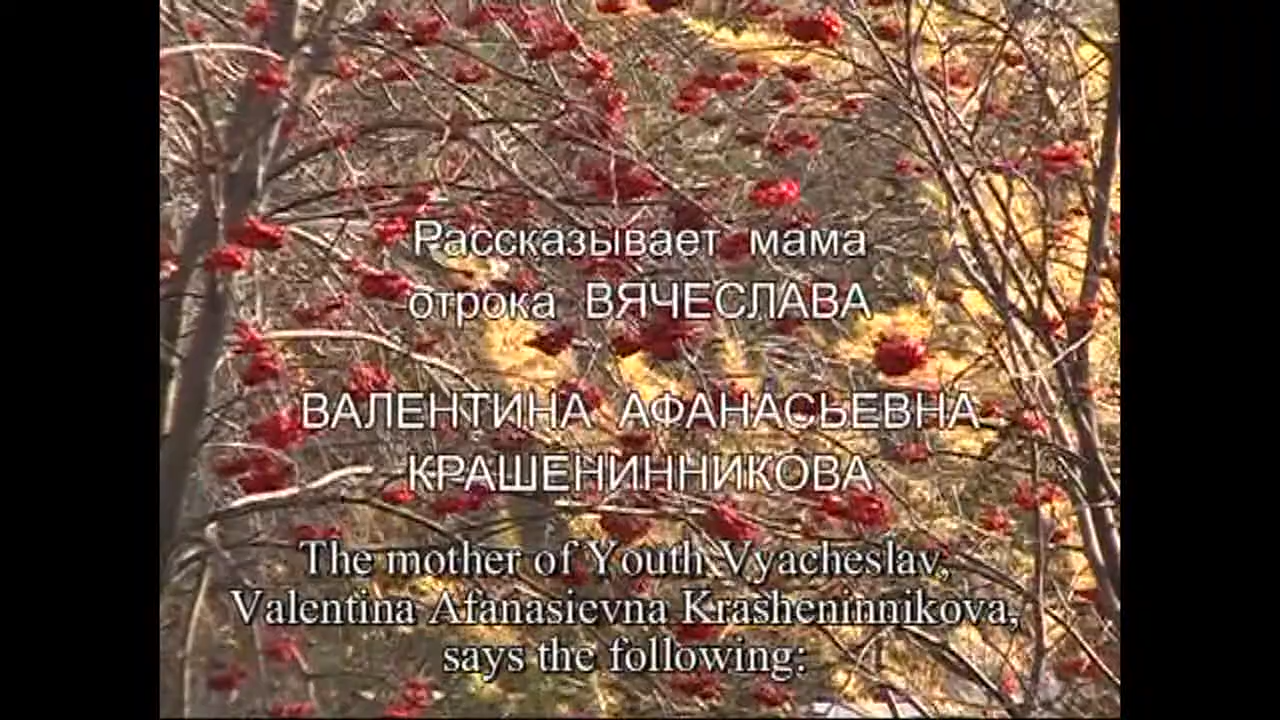 Рассказывает мама
отрока ВЯЧЕСЛАВА
ВАЛЕНТИНА АФАНАСЬЕВНА
КРАШЕНИННИКОВА
The mother of Youth Vyacheslav,
Valentina Afanasievna Krasheninnikova,
says the following: